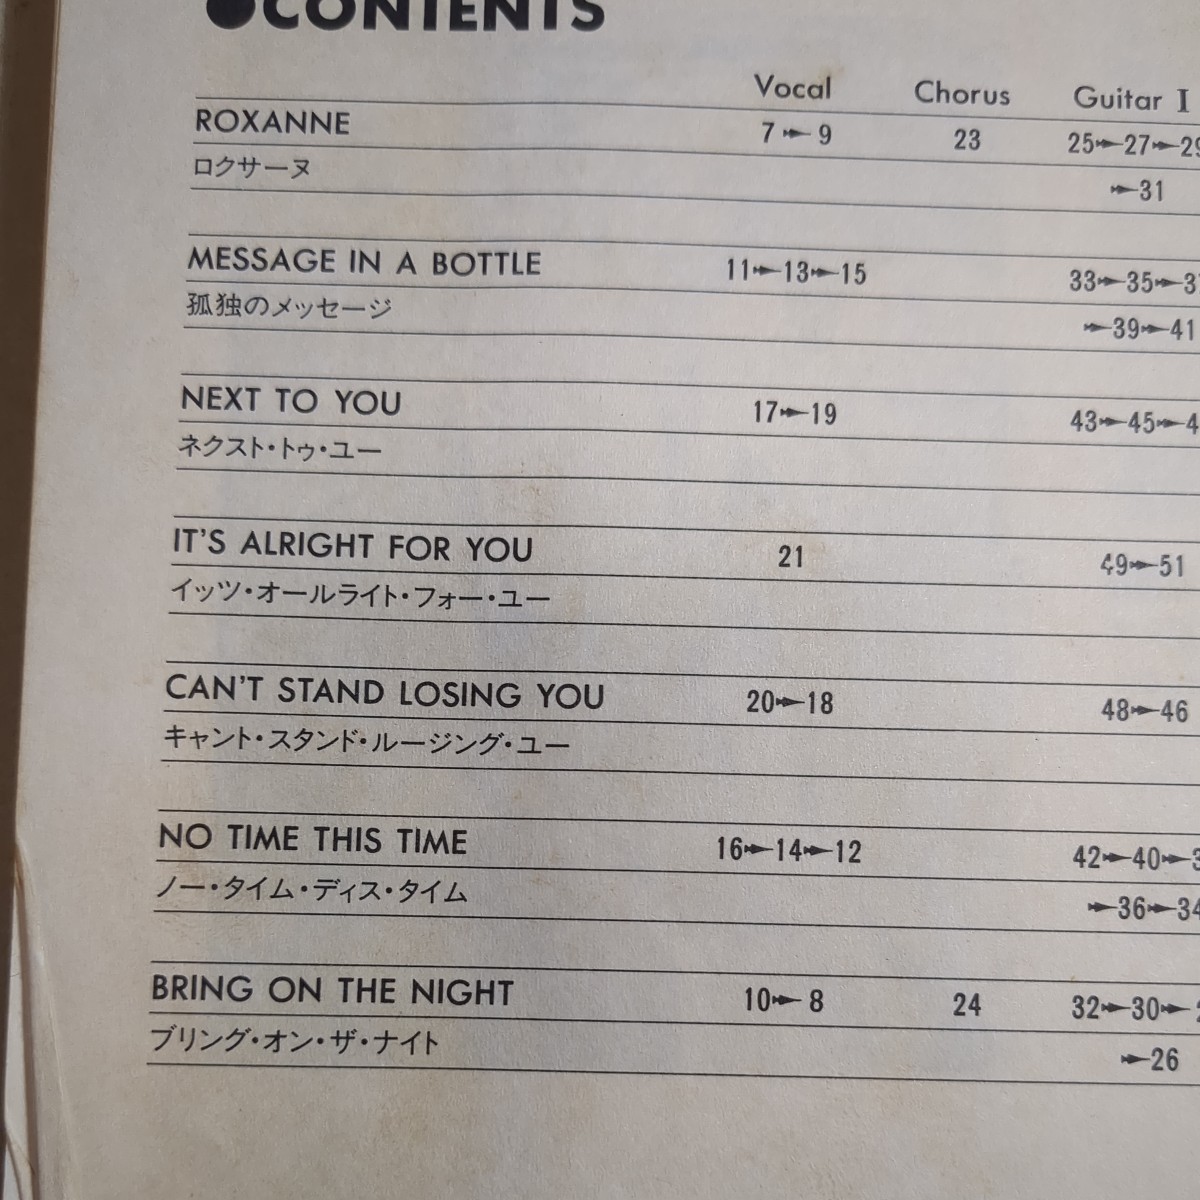 ●CONTENTS
Vocal Chorus Guitar I
ROXANNE 7➛9 23 25➛27➛29
ロクサーヌ ➛31
MESSAGE IN A BOTTLE 11➛13➛15 33➛35➛
孤独のメッセージ ➛39➛41
NEXT TO YOU 17➛19 43➛45➛
ネクスト・トゥ・ユー
IT'S ALRIGHT FOR YOU 21 49➛51
イッツ・オールライト・フォー・ユー
CAN'T STAND LOSING YOU 20➛18 48➛46
キャント・スタンド・ルージング・ユー
NO TIME THIS TIME 16➛14➛12 42➛40➛
ノー・タイム・ディス・タイム ➛36➛34
BRING ON THE NIGHT 10➛8 24 32➛30➛
ブリング・オン・ザ・ナイト ➛26